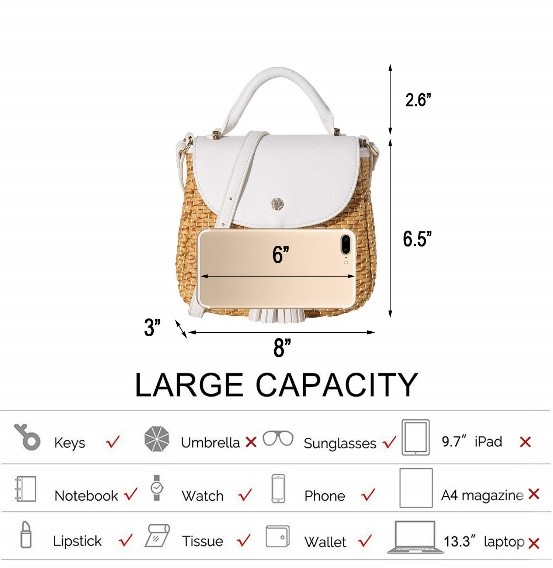 2.6”
6.5”
6”
3”
8”
LARGE CAPACITY
Keys ✓ Umbrella ✗ Sunglasses ✓ 9.7” iPad ✗
Notebook ✓ Watch ✓ Phone ✓ A4 magazine ✗
Lipstick ✓ Tissue ✓ Wallet ✓ 13.3” laptop ✗